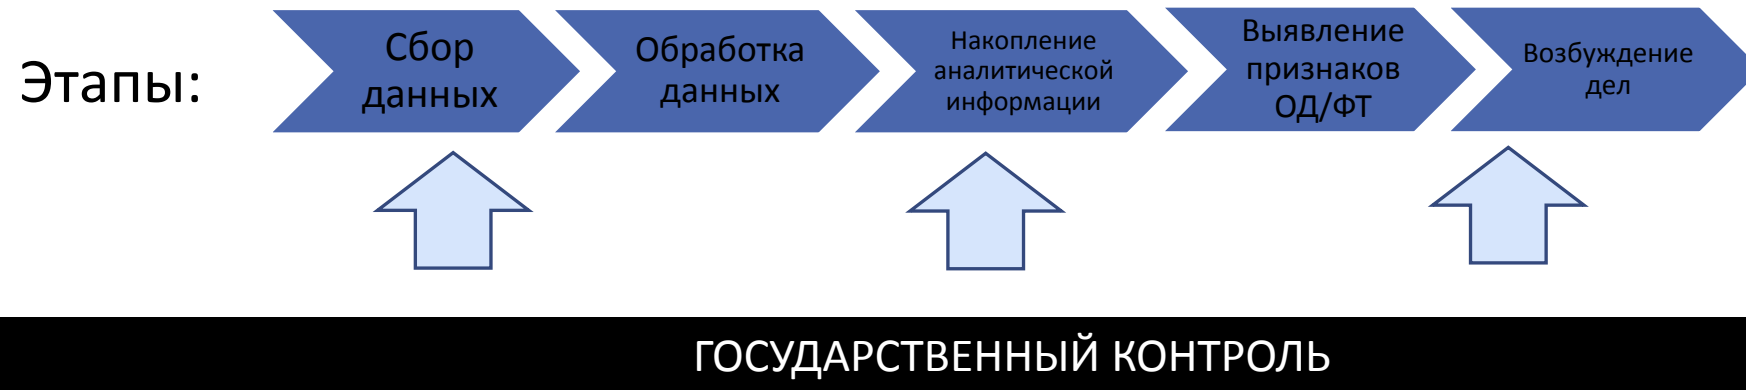 Этапы:
Сбор
данных
Обработка
данных
Накопление
аналитической
информации
Выявление
признаков
ОД/ФТ
Возбуждение
дел
ГОСУДАРСТВЕННЫЙ КОНТРОЛЬ